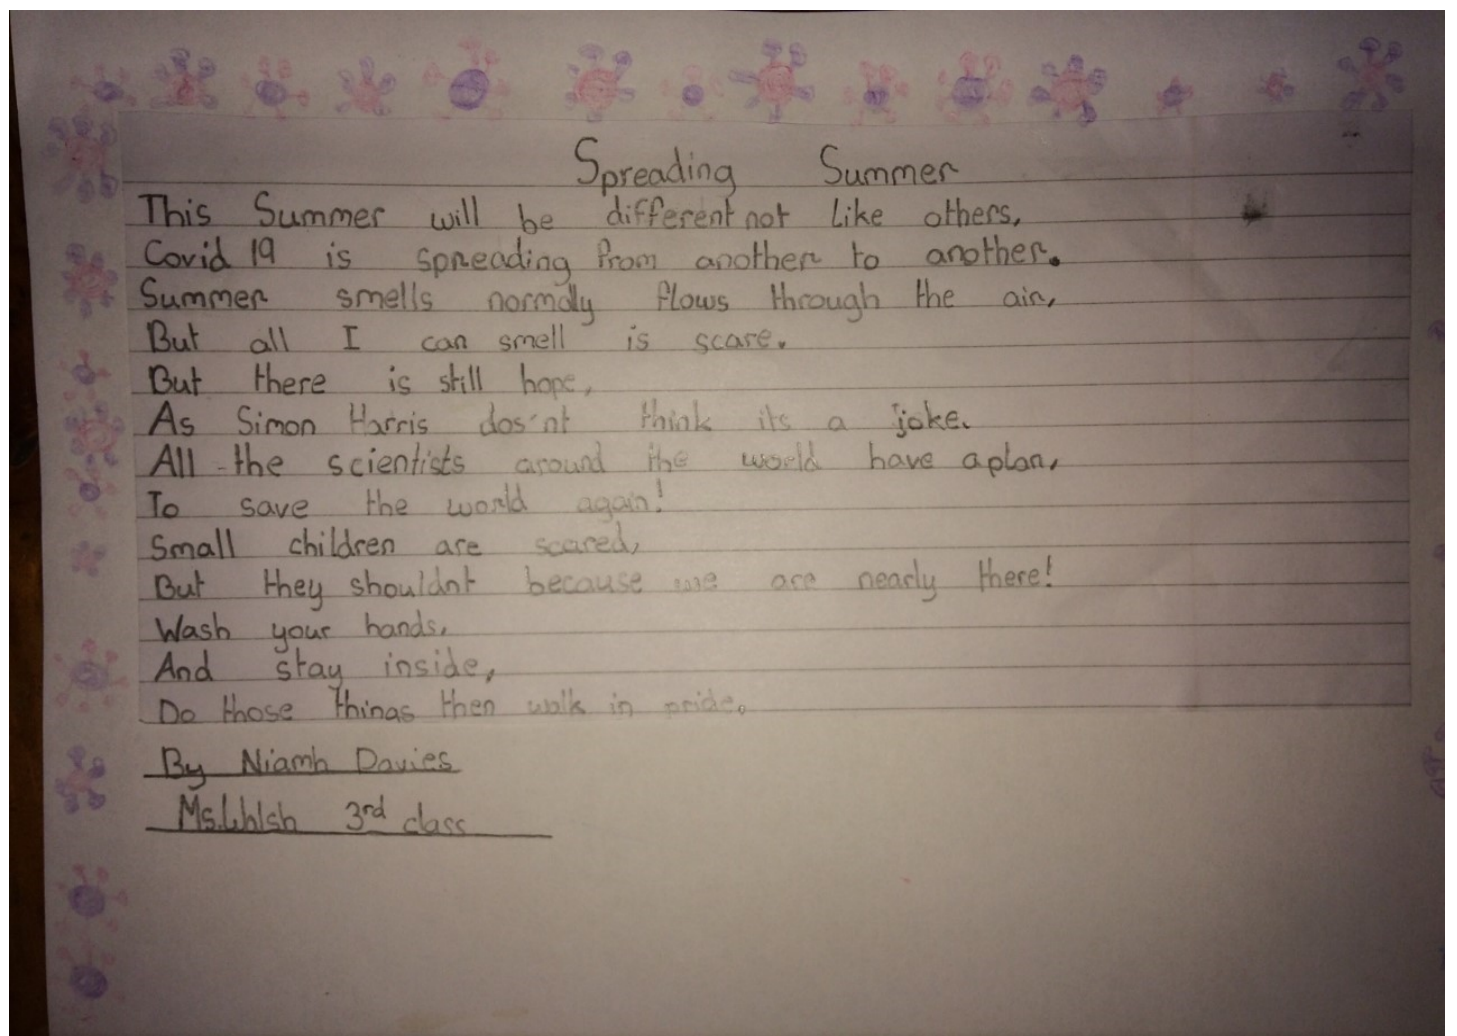 Spreading Summer
This Summer will be different not like others,
Covid 19 is spreading from another to another.
Summer smells normaly flows through the air,
But all I can smell is scare.
But there is still hope,
As Simon Harris dos'nt think its a joke.
All the scientists around the world have a plan,
To save the world again!
Small children are scared,
But they shouldnt because we are nearly there!
Wash your hands,
And stay inside,
Do those things then walk in pride.
By Niamh Davies
Ms.Walsh 3rd class